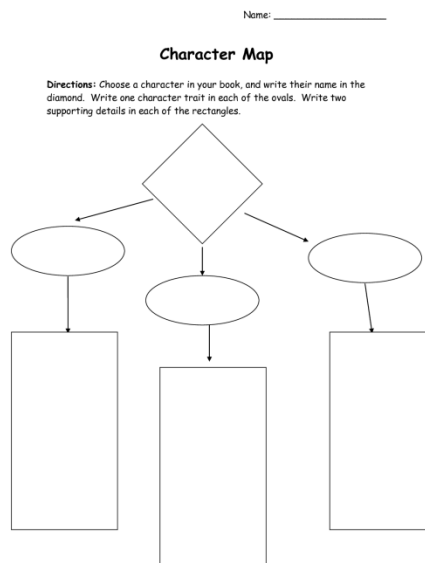 Name: ____________________
Character Map
Directions: Choose a character in your book, and write their name in the
diamond.  Write one character trait in each of the ovals.  Write two
supporting details in each of the rectangles.